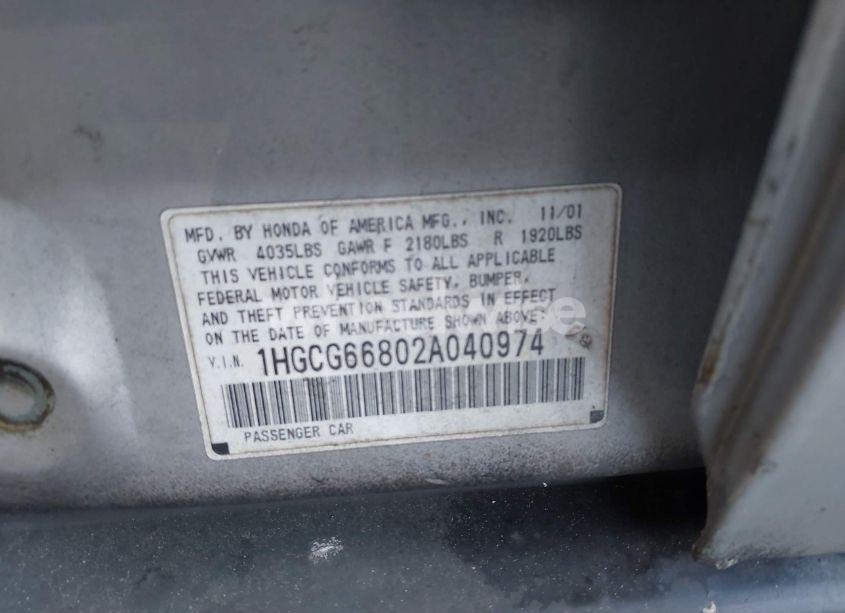 MFD. BY HONDA OF AMERICA MFG., INC. 11/01
GVWR 4035LBS GAWR F 2180LBS R 1920LBS
THIS VEHICLE CONFORMS TO ALL APPLICABLE
FEDERAL MOTOR VEHICLE SAFETY, BUMPER,
AND THEFT PREVENTION STANDARDS IN EFFECT
ON THE DATE OF MANUFACTURE SHOWN ABOVE.
V.I.N. 1HGCG66802A040974
PASSENGER CAR